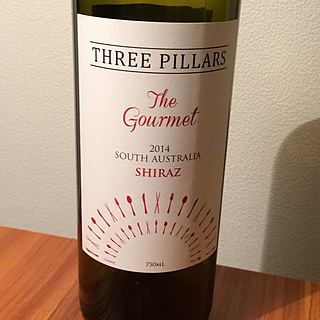 THREE PILLARS
The
Gourmet
2014
SOUTH AUSTRALIA
SHIRAZ
750ML